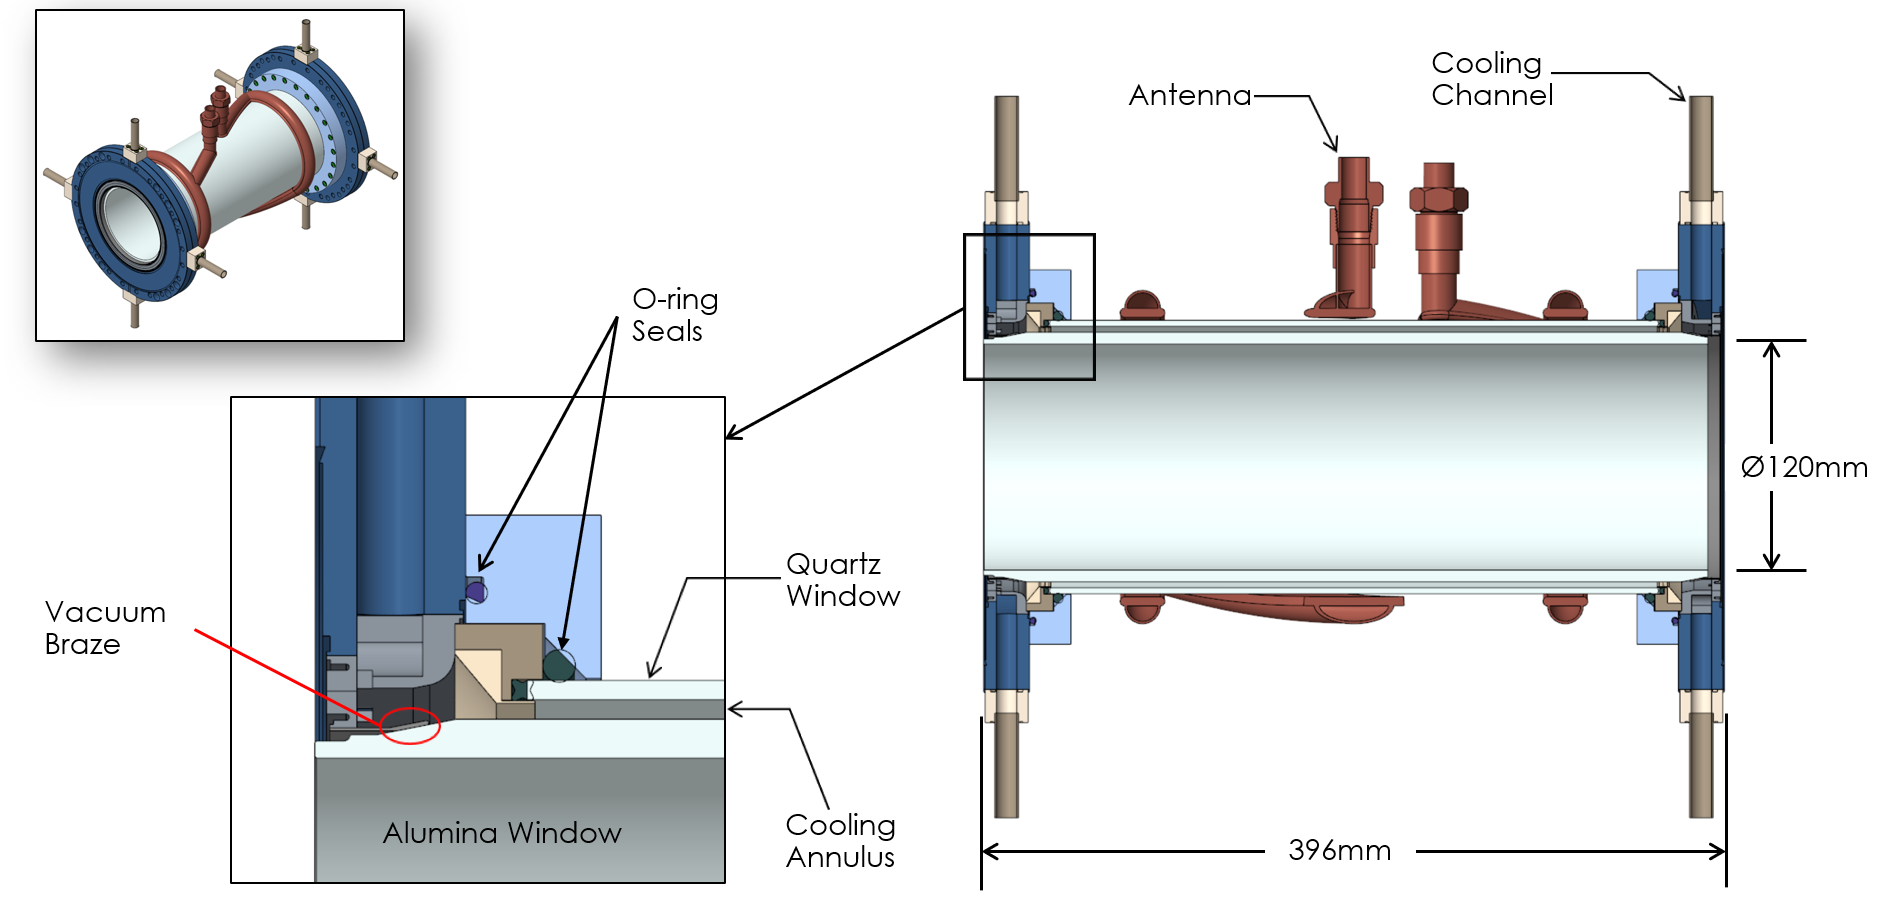 Cooling
Channel
Antenna
O-ring
Seals
Ø120mm
Quartz
Window
Vacuum
Braze
Alumina Window
Cooling
Annulus
396mm